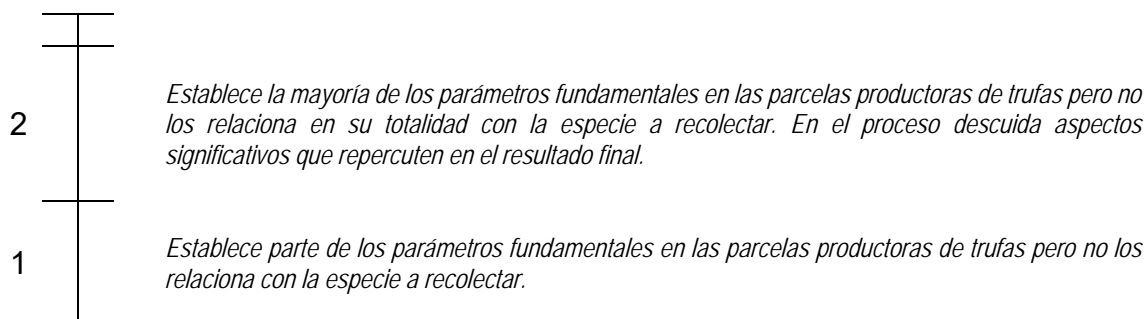 2
Establece la mayoría de los parámetros fundamentales en las parcelas productoras de trufas pero no
los relaciona en su totalidad con la especie a recolectar. En el proceso descuida aspectos
significativos que repercuten en el resultado final.
1
Establece parte de los parámetros fundamentales en las parcelas productoras de trufas pero no los
relaciona con la especie a recolectar.